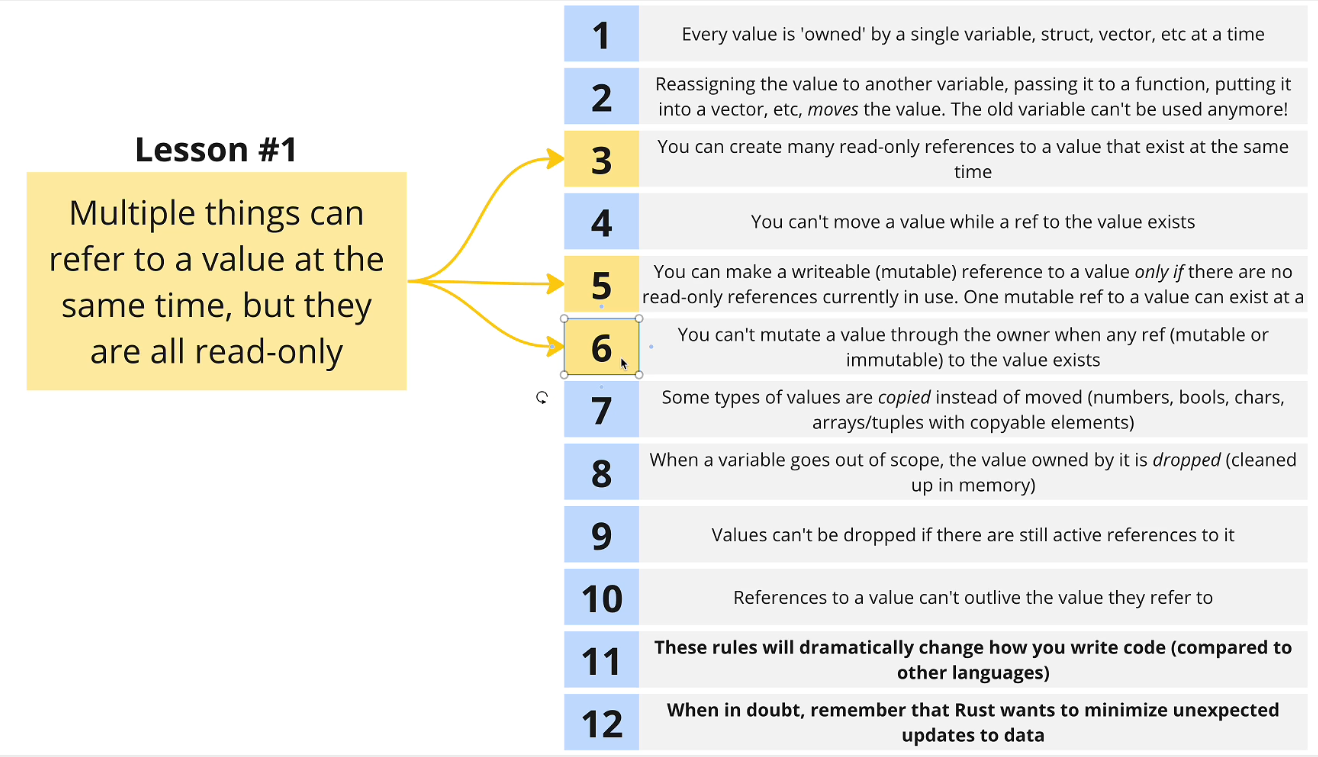 Lesson #1
Multiple things can
refer to a value at the
same time, but they
are all read-only
1
Every value is 'owned' by a single variable, struct, vector, etc at a time
2
Reassigning the value to another variable, passing it to a function, putting it
into a vector, etc, moves the value. The old variable can't be used anymore!
3
You can create many read-only references to a value that exist at the same
time
4
You can't move a value while a ref to the value exists
5
You can make a writeable (mutable) reference to a value only if there are no
read-only references currently in use. One mutable ref to a value can exist at a
6
You can't mutate a value through the owner when any ref (mutable or
immutable) to the value exists
7
Some types of values are copied instead of moved (numbers, bools, chars,
arrays/tuples with copyable elements)
8
When a variable goes out of scope, the value owned by it is dropped (cleaned
up in memory)
9
Values can't be dropped if there are still active references to it
10
References to a value can't outlive the value they refer to
11
These rules will dramatically change how you write code (compared to
other languages)
12
When in doubt, remember that Rust wants to minimize unexpected
updates to data